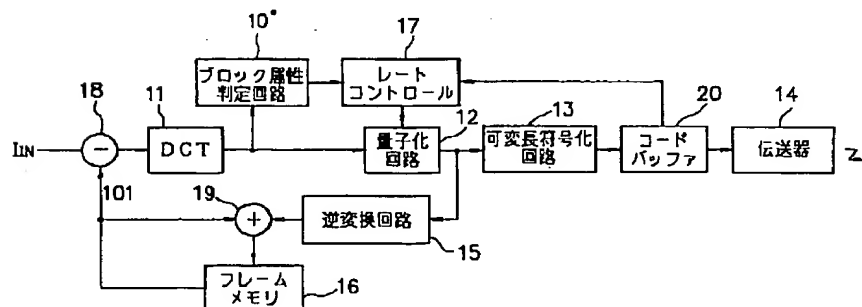 10'
17
ブロック属性
判定回路
レート
コントロール
18
11
12
13
20
14
IIN
−
DCT
量子化
回路
可変長符号化
回路
コード
バッファ
伝送器
101
19
+
逆変換回路
15
フレーム
メモリ
16